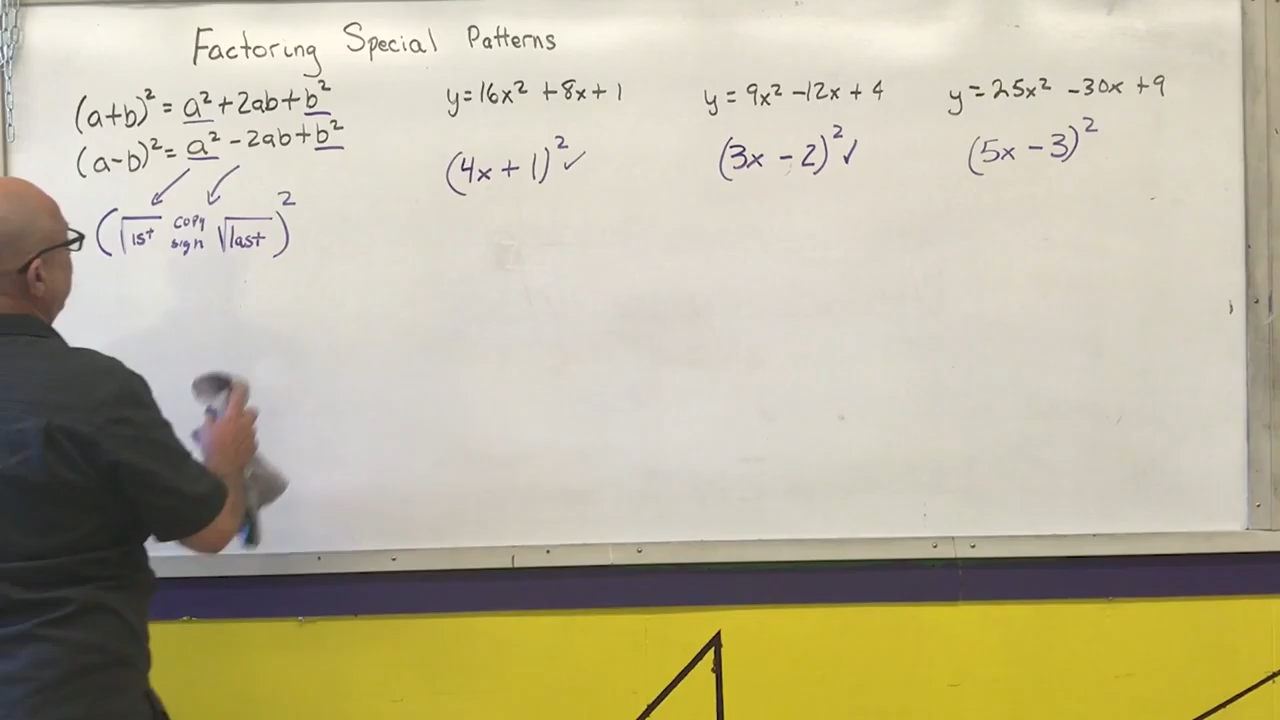 Factoring Special Patterns
(a+b)² = a² + 2ab + b²
(a-b)² = a² - 2ab + b²
(√1st copy sign √last)²
y = 16x² + 8x + 1
(4x + 1)² ✓
y = 9x² - 12x + 4
(3x - 2)² ✓
y = 25x² - 30x + 9
(5x - 3)²